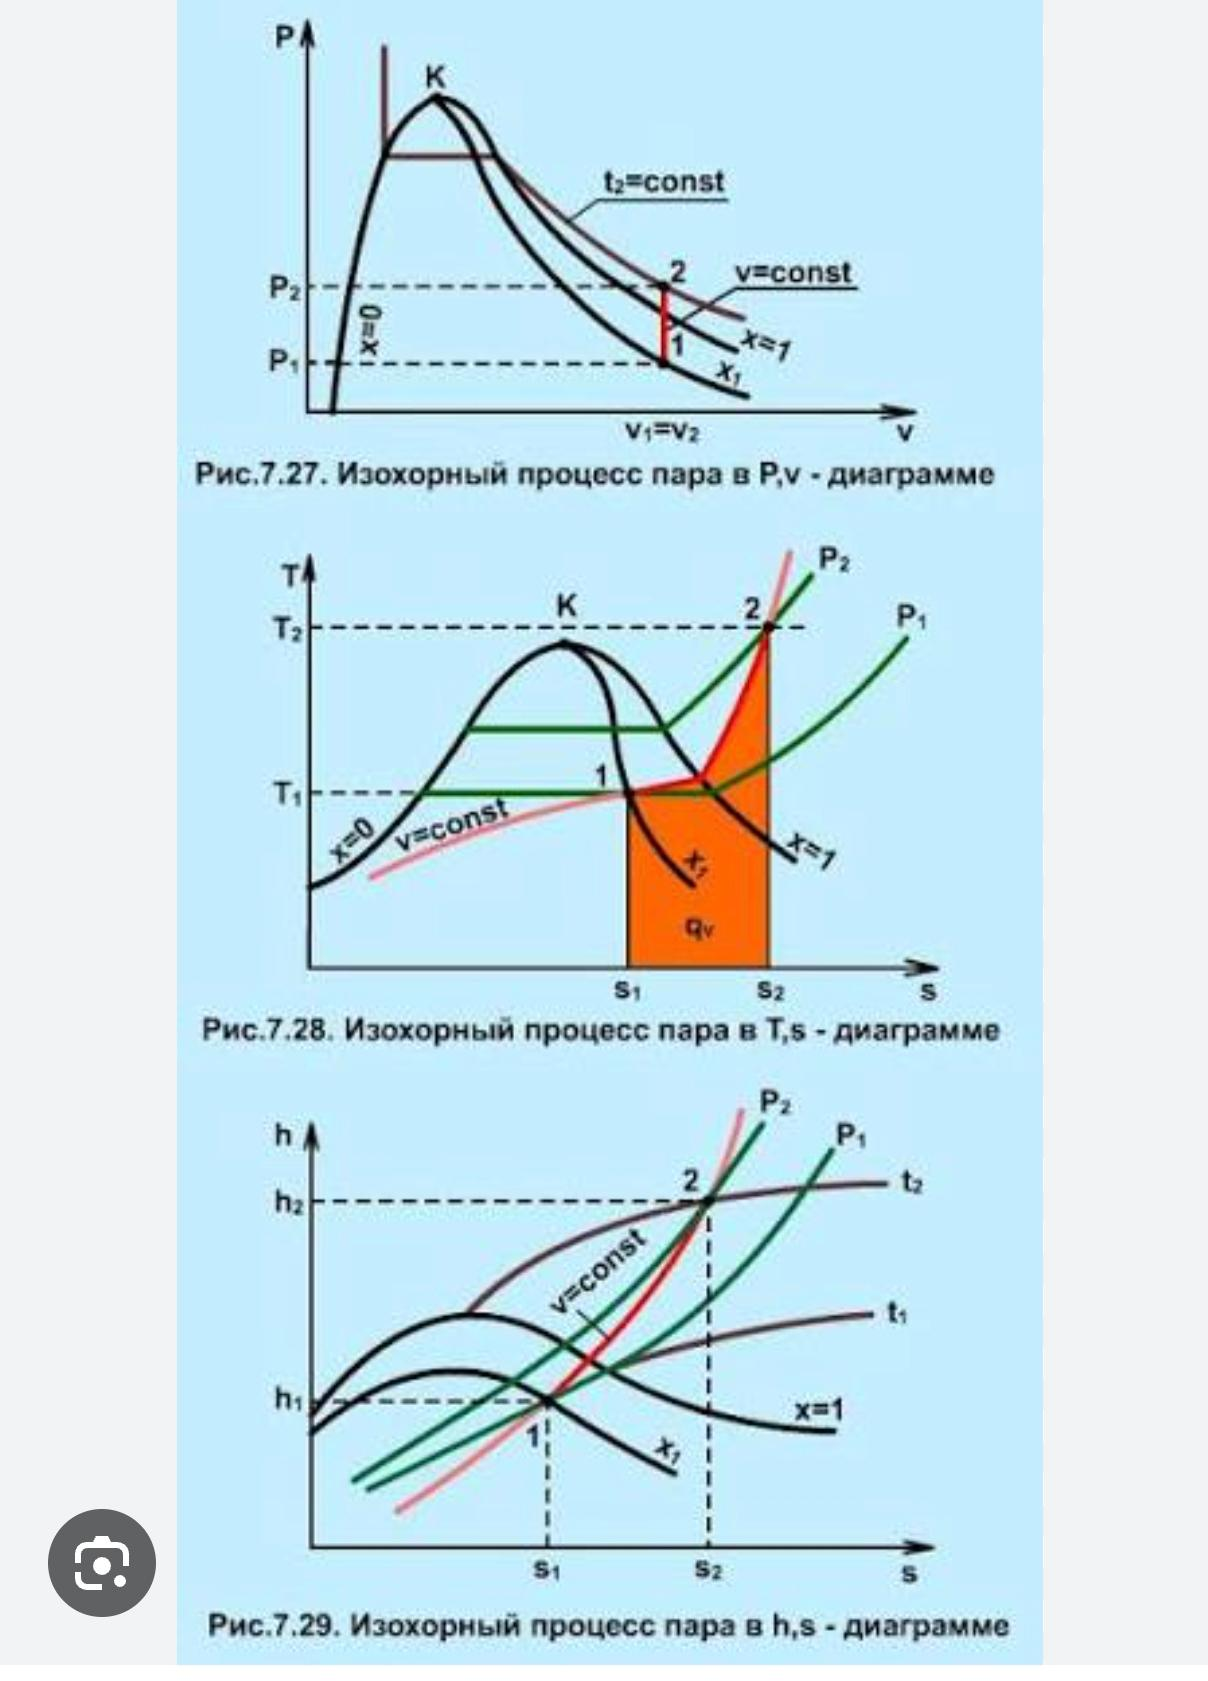 P
K
t₂=const
2
v=const
P₂
x=0
1
x=1
P₁
x₁
v₁=v₂
v
Рис.7.27. Изохорный процесс пара в P,v - диаграмме
P₂
T
K
2
P₁
T₂
1
T₁
v=const
x=0
x=1
x₁
qᵥ
s₁
s₂
s
Рис.7.28. Изохорный процесс пара в T,s - диаграмме
P₂
h
P₁
2
t₂
h₂
v=const
t₁
h₁
x=1
1
x₁
s₁
s₂
s
Рис.7.29. Изохорный процесс пара в h,s - диаграмме